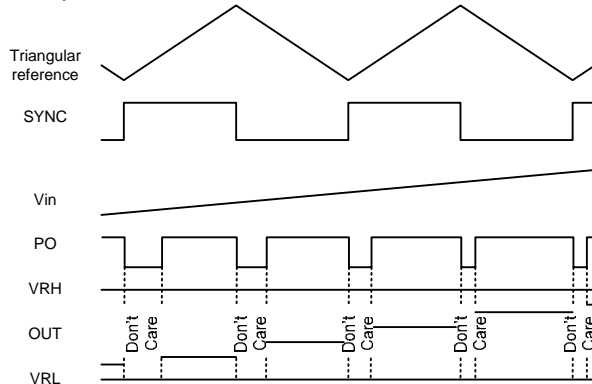 Triangular
reference
SYNC
Vin
PO
VRH
OUT
VRL
Don't
Care
Don't
Care
Don't
Care
Don't
Care
Don't
Care